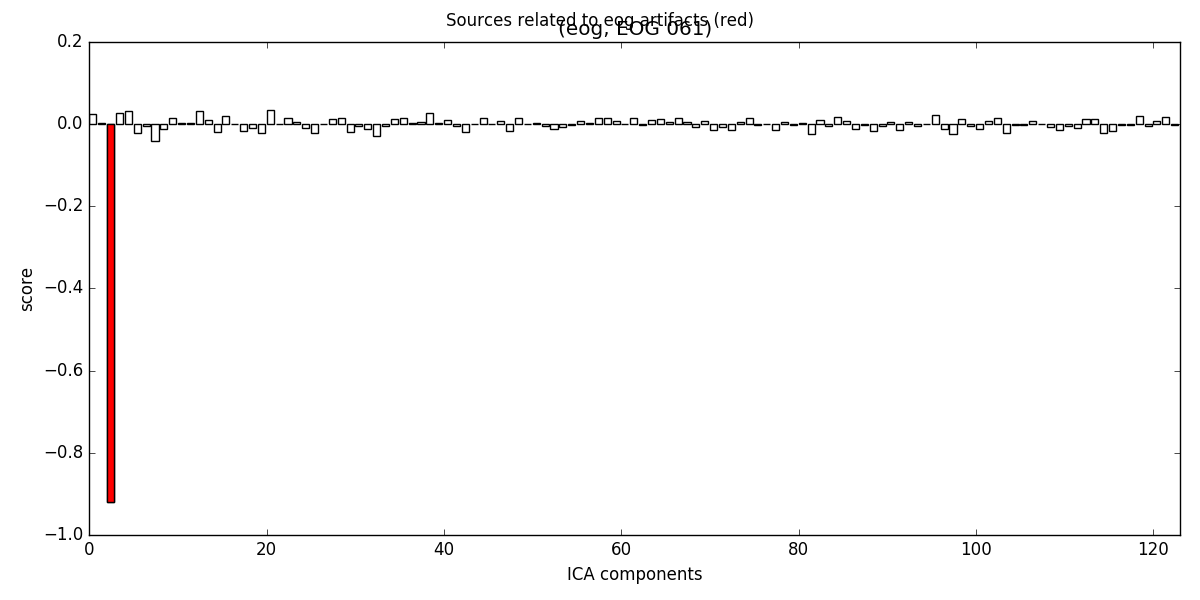 Sources related to eog artifacts (red)
(eog, EOG 061)
0.2
0.0
−0.2
−0.4
−0.6
−0.8
−1.0
score
0 20 40 60 80 100 120
ICA components